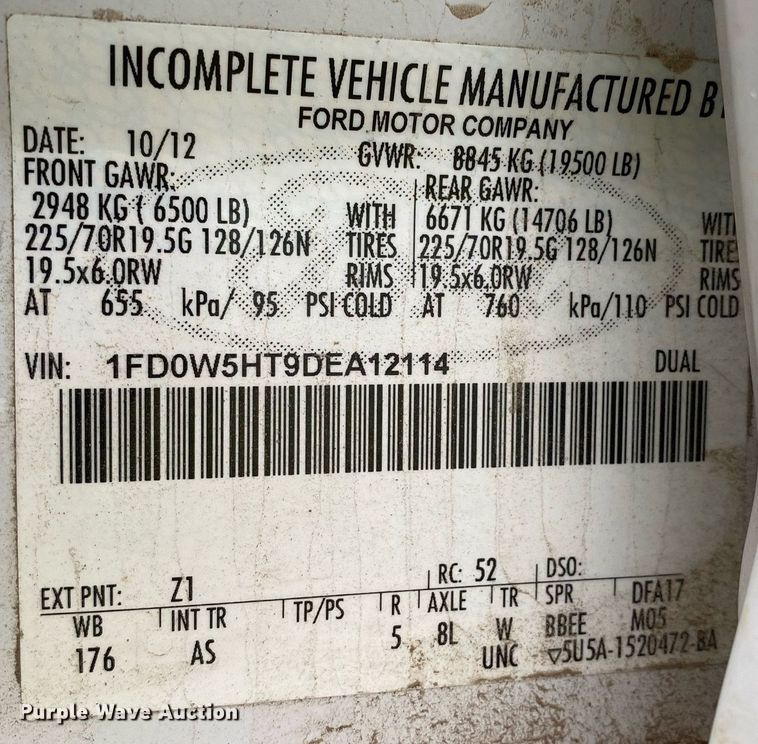 INCOMPLETE VEHICLE MANUFACTURED BY
FORD MOTOR COMPANY
DATE: 10/12 GVWR: 8845 KG (19500 LB)
FRONT GAWR: REAR GAWR:
2948 KG ( 6500 LB) WITH 6671 KG (14706 LB) WITH
225/70R19.5G 128/126N TIRES 225/70R19.5G 128/126N TIRE
19.5x6.0RW RIMS 19.5x6.0RW RIMS
AT 655 kPa/ 95 PSI COLD AT 760 kPa/110 PSI COLD
VIN: 1FD0W5HT9DEA12114 DUAL
EXT PNT: Z1 RC: 52 DSO:
WB INT TR TP/PS R AXLE TR SPR DFA17
176 AS 5 8L W BBEE M05
UNC ▽5U5A-1520472-BA
Purple Wave Auction